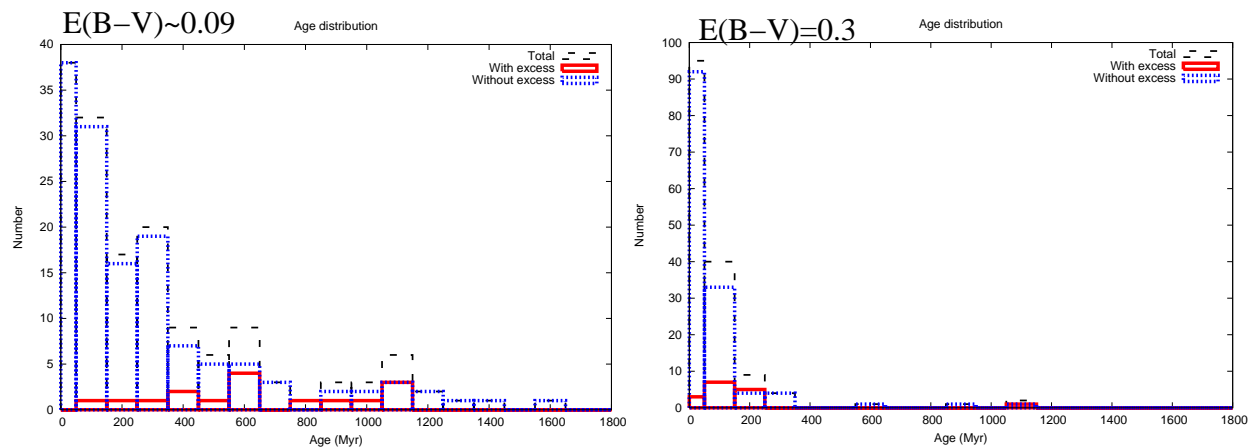 E(B−V)~0.09
Age distribution
Total
With excess
Without excess
Number
40
35
30
25
20
15
10
5
0
0 200 400 600 800 1000 1200 1400 1600 1800
Age (Myr)
E(B−V)=0.3
Age distribution
Total
With excess
Without excess
Number
100
90
80
70
60
50
40
30
20
10
0
0 200 400 600 800 1000 1200 1400 1600 1800
Age (Myr)